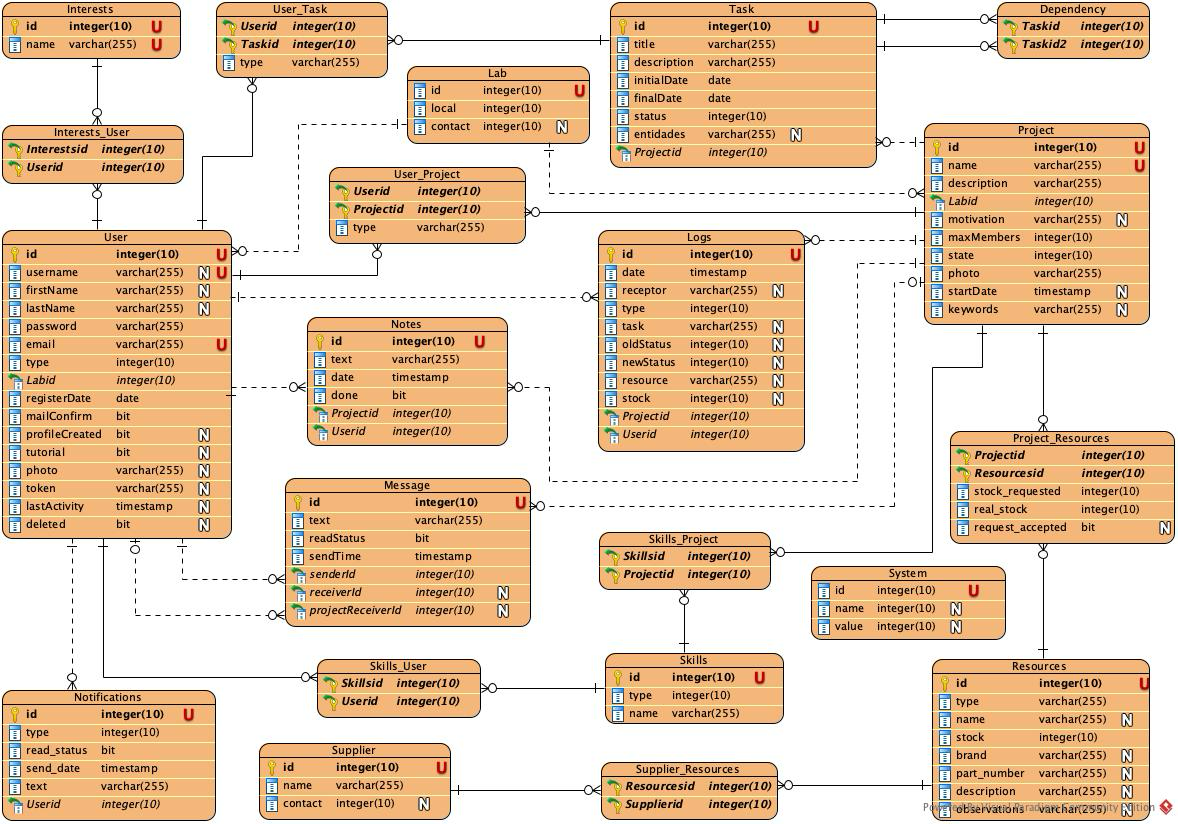 Interests
id integer(10) U
name varchar(255) U
User_Task
Userid integer(10)
Taskid integer(10)
type varchar(255)
Task
id integer(10) U
title varchar(255)
description varchar(255)
initialDate date
finalDate date
status integer(10)
entidades varchar(255) N
Projectid integer(10)
Dependency
Taskid integer(10)
Taskid2 integer(10)
Lab
id integer(10) U
local integer(10)
contact integer(10) N
Interests_User
Interestsid integer(10)
Userid integer(10)
Project
id integer(10) U
name varchar(255) U
description varchar(255)
Labid integer(10)
motivation varchar(255) N
maxMembers integer(10)
state integer(10)
photo varchar(255)
startDate timestamp N
keywords varchar(255) N
User_Project
Userid integer(10)
Projectid integer(10)
type varchar(255)
User
id integer(10) U
username varchar(255) N U
firstName varchar(255) N
lastName varchar(255) N
password varchar(255)
email varchar(255) U
type integer(10)
Labid integer(10)
registerDate date
mailConfirm bit
profileCreated bit N
tutorial bit N
photo varchar(255) N
token varchar(255) N
lastActivity timestamp N
deleted bit N
Logs
id integer(10) U
date timestamp
receptor varchar(255) N
type integer(10)
task varchar(255) N
oldStatus integer(10) N
newStatus integer(10) N
resource varchar(255) N
stock integer(10) N
Projectid integer(10)
Userid integer(10)
Notes
id integer(10) U
text varchar(255)
date timestamp
done bit
Projectid integer(10)
Userid integer(10)
Project_Resources
Projectid integer(10)
Resourcesid integer(10)
stock_requested integer(10)
real_stock integer(10)
request_accepted bit N
Message
id integer(10) U
text varchar(255)
readStatus bit
sendTime timestamp
senderId integer(10)
receiverId integer(10) N
projectReceiverId integer(10) N
Skills_Project
Skillsid integer(10)
Projectid integer(10)
System
id integer(10) U
name integer(10) N
value integer(10) N
Skills_User
Skillsid integer(10)
Userid integer(10)
Skills
id integer(10) U
type integer(10)
name varchar(255)
Resources
id integer(10) U
type varchar(255)
name varchar(255) N
stock integer(10)
brand varchar(255) N
part_number varchar(255) N
description varchar(255) N
observations varchar(255) N
Notifications
id integer(10) U
type integer(10)
read_status bit
send_date timestamp
text varchar(255)
Userid integer(10)
Supplier
id integer(10) U
name varchar(255)
contact integer(10) N
Supplier_Resources
Resourcesid integer(10)
Supplierid integer(10)
Powered By Visual Paradigm Community Edition